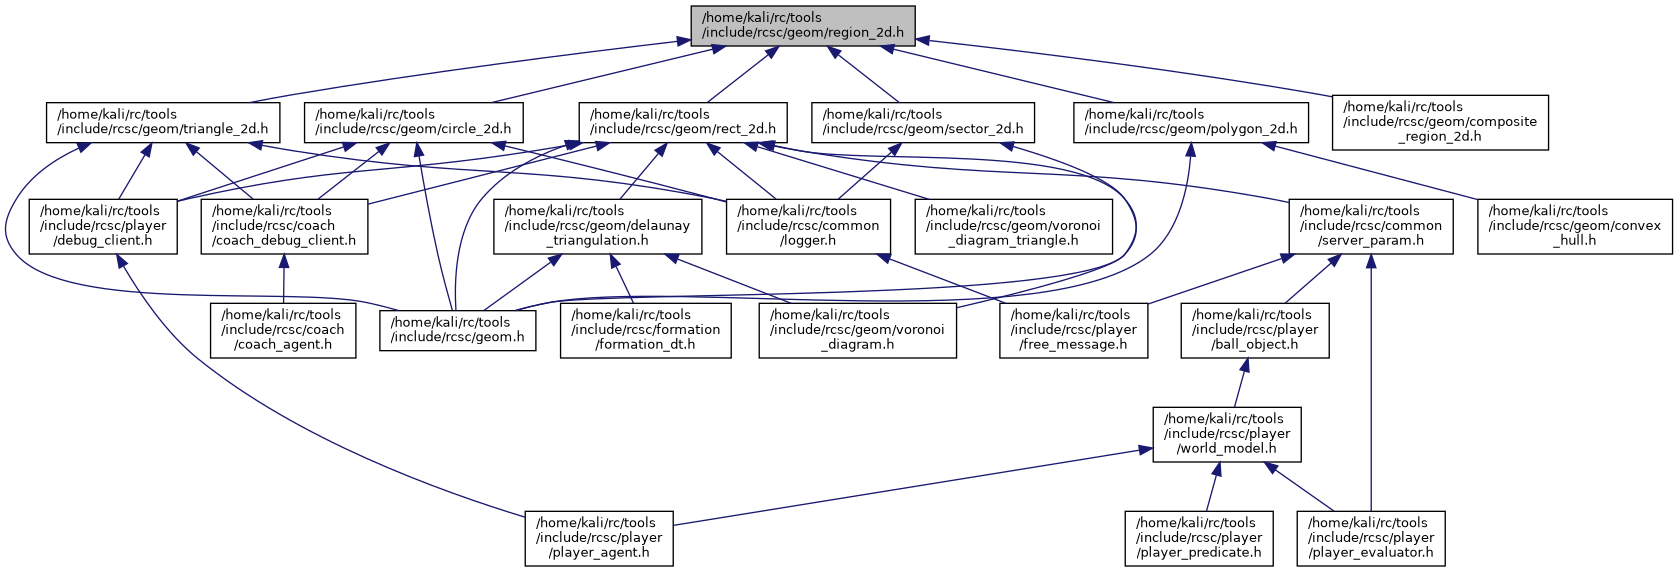 /home/kali/rc/tools
/include/rcsc/geom/region_2d.h
/home/kali/rc/tools
/include/rcsc/geom/triangle_2d.h
/home/kali/rc/tools
/include/rcsc/geom/circle_2d.h
/home/kali/rc/tools
/include/rcsc/geom/rect_2d.h
/home/kali/rc/tools
/include/rcsc/geom/sector_2d.h
/home/kali/rc/tools
/include/rcsc/geom/polygon_2d.h
/home/kali/rc/tools
/include/rcsc/geom/composite
_region_2d.h
/home/kali/rc/tools
/include/rcsc/player
/debug_client.h
/home/kali/rc/tools
/include/rcsc/coach
/coach_debug_client.h
/home/kali/rc/tools
/include/rcsc/geom/delaunay
_triangulation.h
/home/kali/rc/tools
/include/rcsc/common
/logger.h
/home/kali/rc/tools
/include/rcsc/geom/voronoi
_diagram_triangle.h
/home/kali/rc/tools
/include/rcsc/common
/server_param.h
/home/kali/rc/tools
/include/rcsc/geom/convex
_hull.h
/home/kali/rc/tools
/include/rcsc/coach
/coach_agent.h
/home/kali/rc/tools
/include/rcsc/geom.h
/home/kali/rc/tools
/include/rcsc/formation
/formation_dt.h
/home/kali/rc/tools
/include/rcsc/geom/voronoi
_diagram.h
/home/kali/rc/tools
/include/rcsc/player
/free_message.h
/home/kali/rc/tools
/include/rcsc/player
/ball_object.h
/home/kali/rc/tools
/include/rcsc/player
/world_model.h
/home/kali/rc/tools
/include/rcsc/player
/player_agent.h
/home/kali/rc/tools
/include/rcsc/player
/player_predicate.h
/home/kali/rc/tools
/include/rcsc/player
/player_evaluator.h